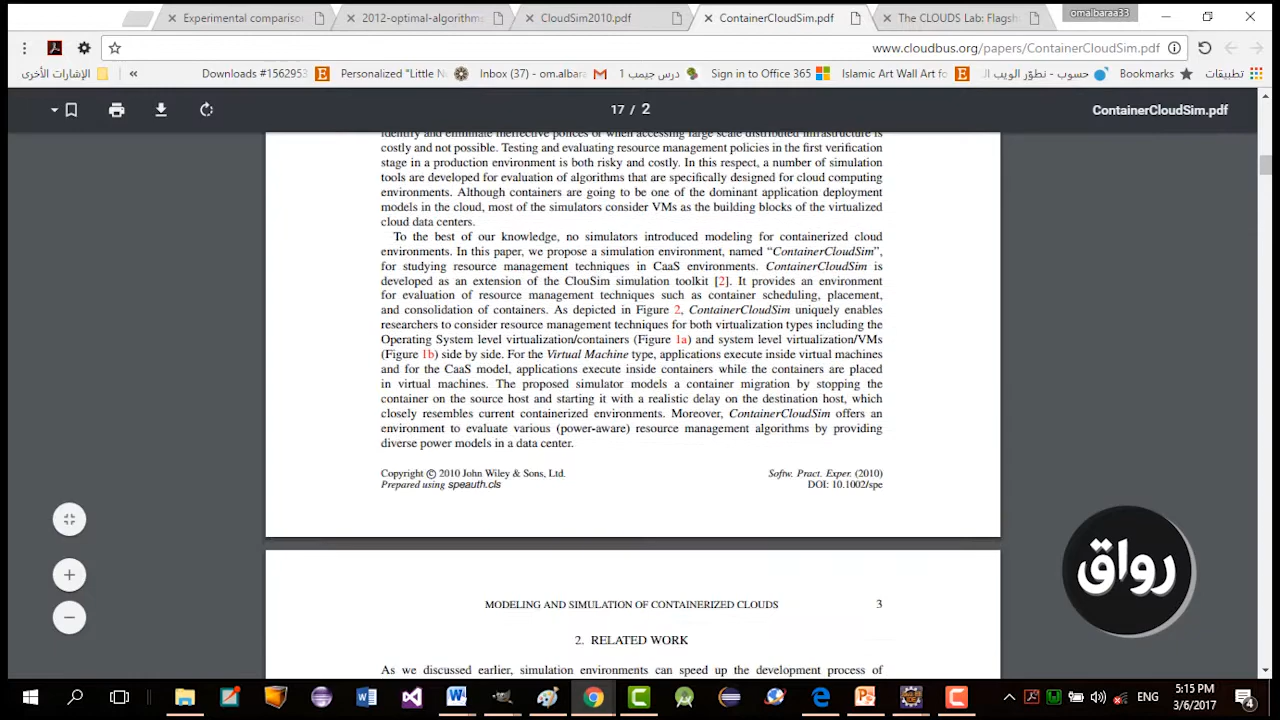 Experimental compariso
2012-optimal-algorithm
CloudSim2010.pdf
ContainerCloudSim.pdf
The CLOUDS Lab: Flagsh
omalbaraa33
www.cloudbus.org/papers/ContainerCloudSim.pdf
الإشارات الأخرى
«
Downloads #1562953
Personalized "Little N
Inbox (37) - om.alba
درس جيمب 1
Sign in to Office 365
Islamic Art Wall Art fo
حسوب - نطوّر الويب ال
Bookmarks
تطبيقات
17 / 2
ContainerCloudSim.pdf
identify and eliminate ineffective polices or when accessing large scale distributed infrastructure is
costly and not possible. Testing and evaluating resource management policies in the first verification
stage in a production environment is both risky and costly. In this respect, a number of simulation
tools are developed for evaluation of algorithms that are specifically designed for cloud computing
environments. Although containers are going to be one of the dominant application deployment
models in the cloud, most of the simulators consider VMs as the building blocks of the virtualized
cloud data centers.
To the best of our knowledge, no simulators introduced modeling for containerized cloud
environments. In this paper, we propose a simulation environment, named “ContainerCloudSim”,
for studying resource management techniques in CaaS environments. ContainerCloudSim is
developed as an extension of the ClouSim simulation toolkit [2]. It provides an environment
for evaluation of resource management techniques such as container scheduling, placement,
and consolidation of containers. As depicted in Figure 2, ContainerCloudSim uniquely enables
researchers to consider resource management techniques for both virtualization types including the
Operating System level virtualization/containers (Figure 1a) and system level virtualization/VMs
(Figure 1b) side by side. For the Virtual Machine type, applications execute inside virtual machines
and for the CaaS model, applications execute inside containers while the containers are placed
in virtual machines. The proposed simulator models a container migration by stopping the
container on the source host and starting it with a realistic delay on the destination host, which
closely resembles current containerized environments. Moreover, ContainerCloudSim offers an
environment to evaluate various (power-aware) resource management algorithms by providing
diverse power models in a data center.
Copyright © 2010 John Wiley & Sons, Ltd.
Prepared using speauth.cls
Softw. Pract. Exper. (2010)
DOI: 10.1002/spe
رواق
MODELING AND SIMULATION OF CONTAINERIZED CLOUDS
3
2. RELATED WORK
As we discussed earlier, simulation environments can speed up the development process of
ENG
5:15 PM
3/6/2017
4